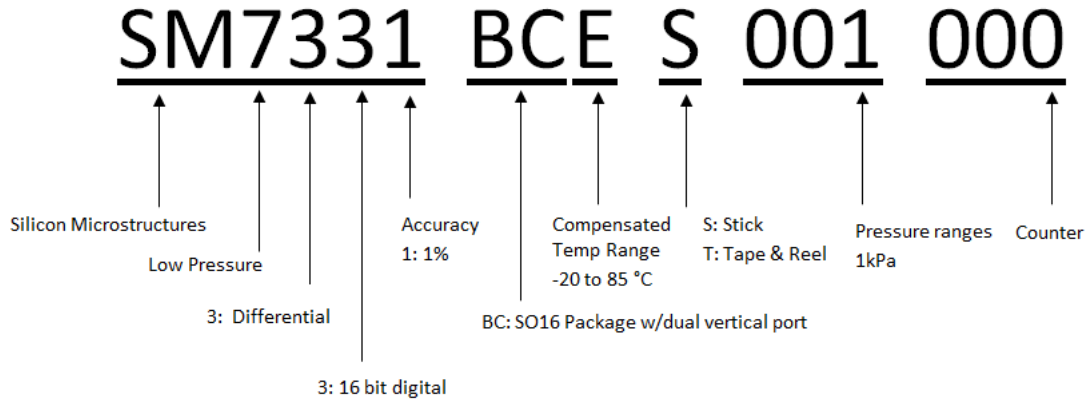 SM7331 BCE S 001 000
Silicon Microstructures
Low Pressure
3: Differential
3: 16 bit digital
Accuracy
1: 1%
BC: SO16 Package w/dual vertical port
Compensated
Temp Range
-20 to 85 °C
S: Stick
T: Tape & Reel
Pressure ranges
1kPa
Counter